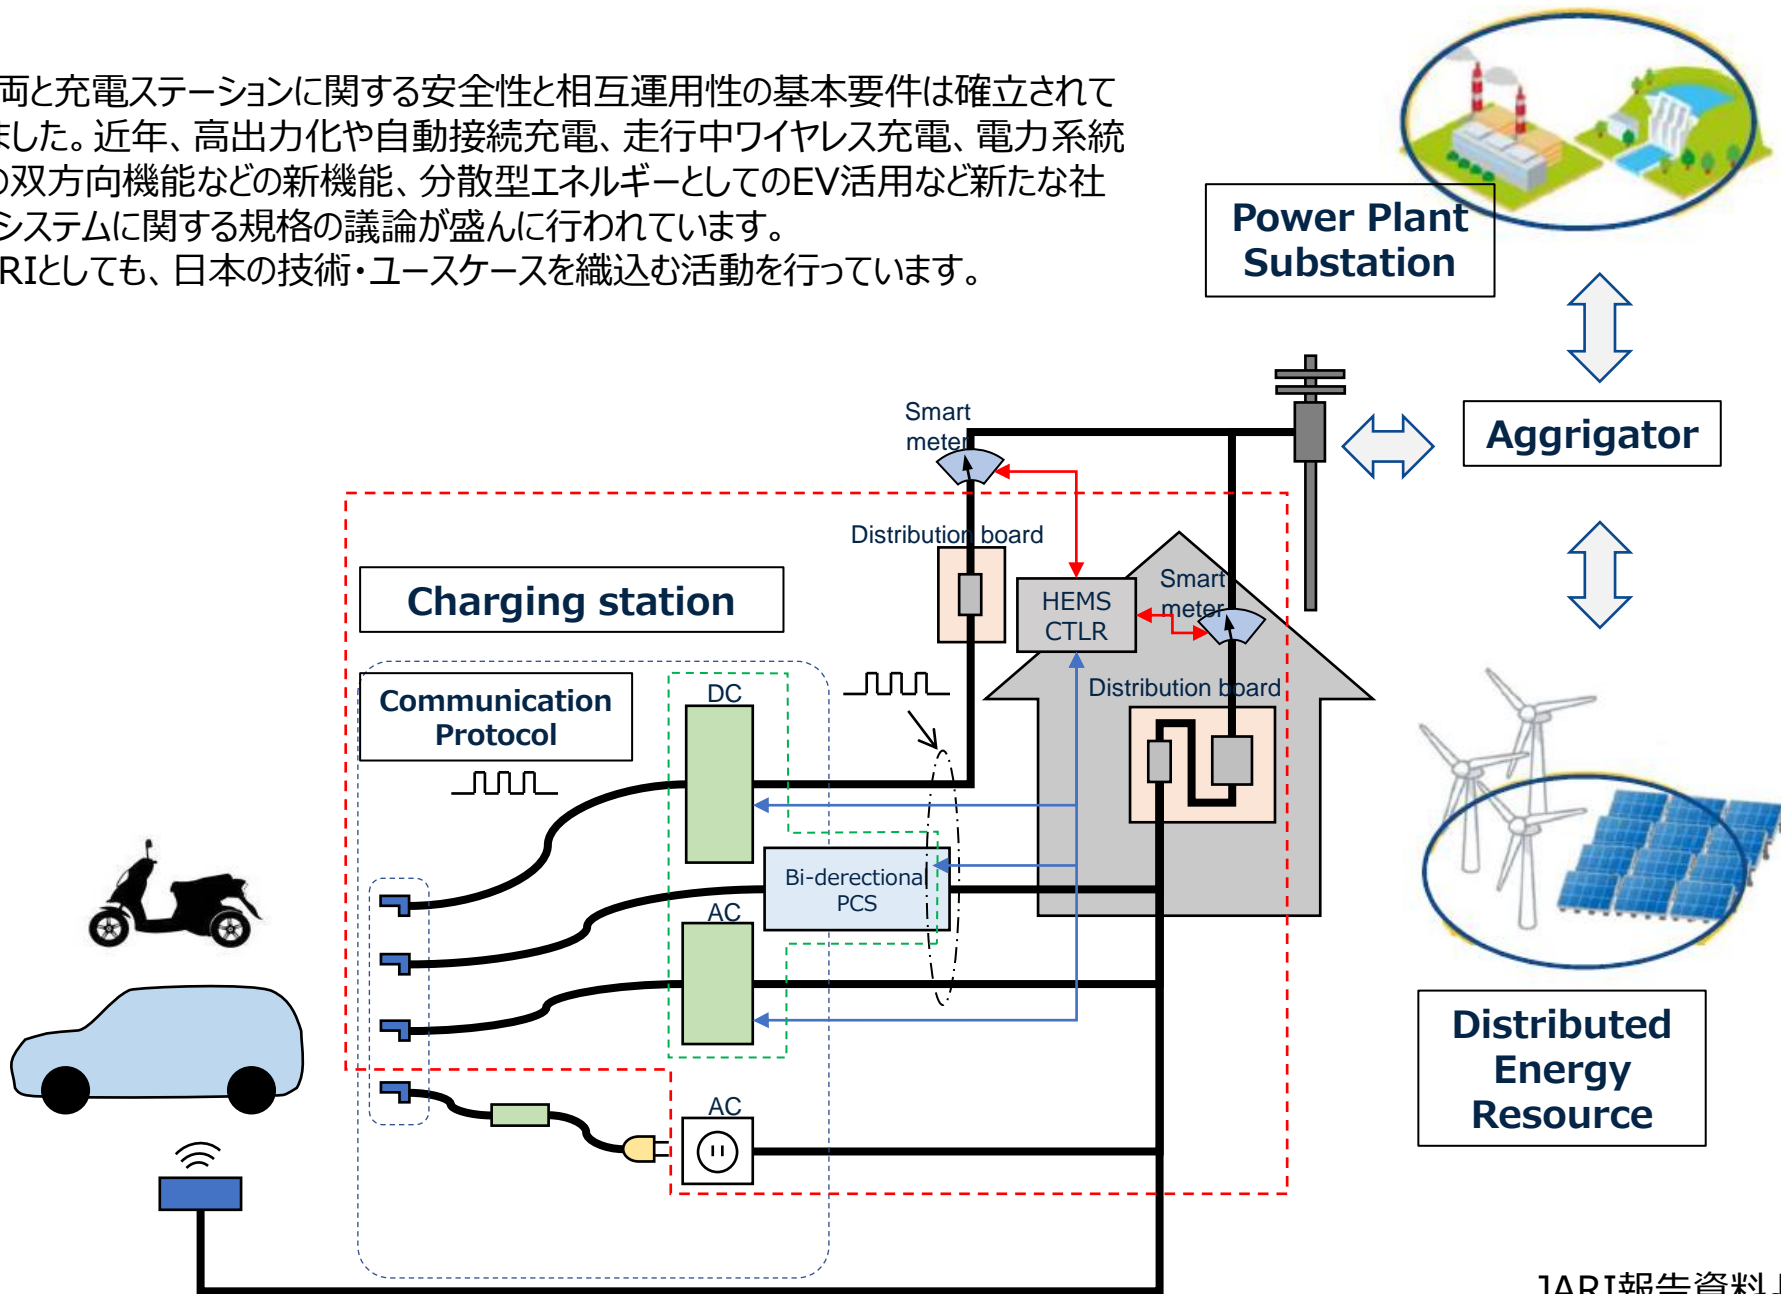 両と充電ステーションに関する安全性と相互運用性の基本要件は確立されて
ました。近年、高出力化や自動接続充電、走行中ワイヤレス充電、電力系統
の双方向機能などの新機能、分散型エネルギーとしてのEV活用など新たな社
システムに関する規格の議論が盛んに行われています。
RIとしても、日本の技術・ユースケースを織込む活動を行っています。
Power Plant
Substation
Aggrigator
Smart
meter
Distribution board
Charging station
HEMS
CTLR
Smart
meter
Distribution board
Communication
Protocol
DC
Bi-derectional
PCS
AC
AC
Distributed
Energy
Resource
JARI報告資料よ